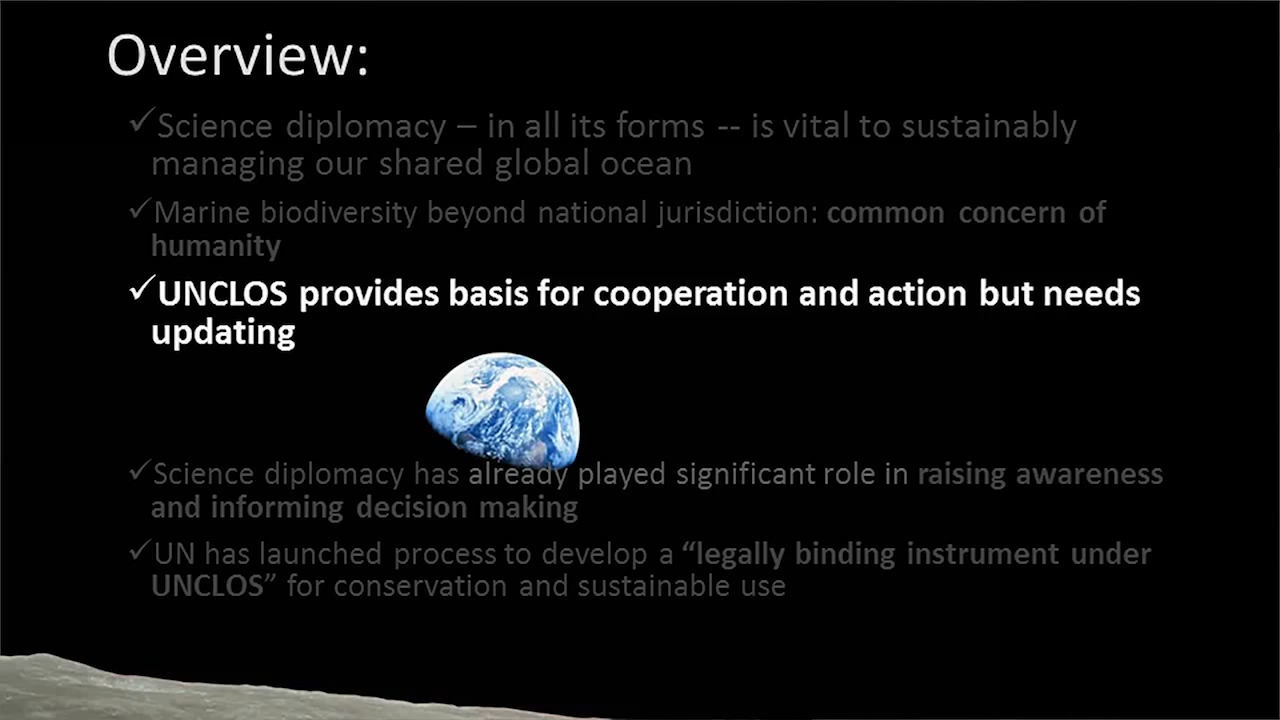 Overview:
✓Science diplomacy – in all its forms -- is vital to sustainably
managing our shared global ocean
✓Marine biodiversity beyond national jurisdiction: common concern of
humanity
✓UNCLOS provides basis for cooperation and action but needs
updating
✓Science diplomacy has already played significant role in raising awareness
and informing decision making
✓UN has launched process to develop a “legally binding instrument under
UNCLOS” for conservation and sustainable use